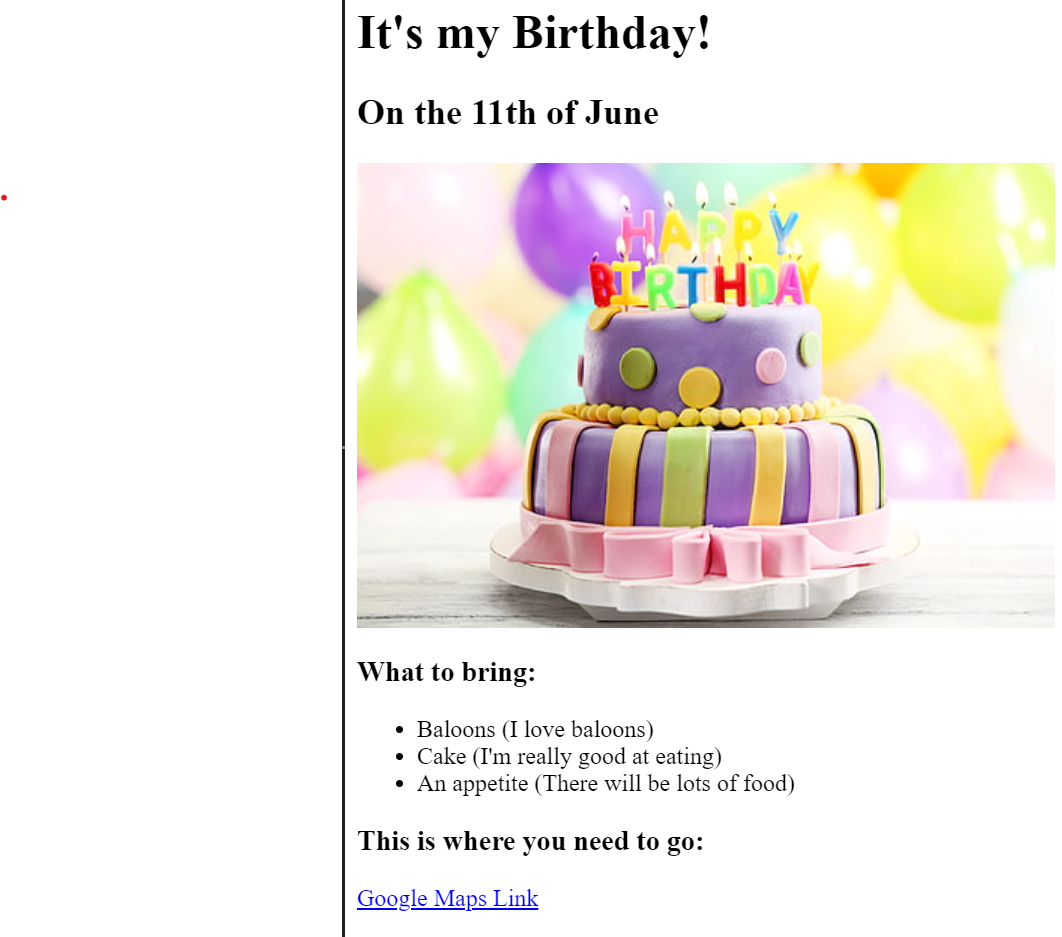 It's my Birthday!
On the 11th of June
HAPPY
BIRTHDAY
What to bring:
• Baloons (I love baloons)
• Cake (I'm really good at eating)
• An appetite (There will be lots of food)
This is where you need to go:
Google Maps Link